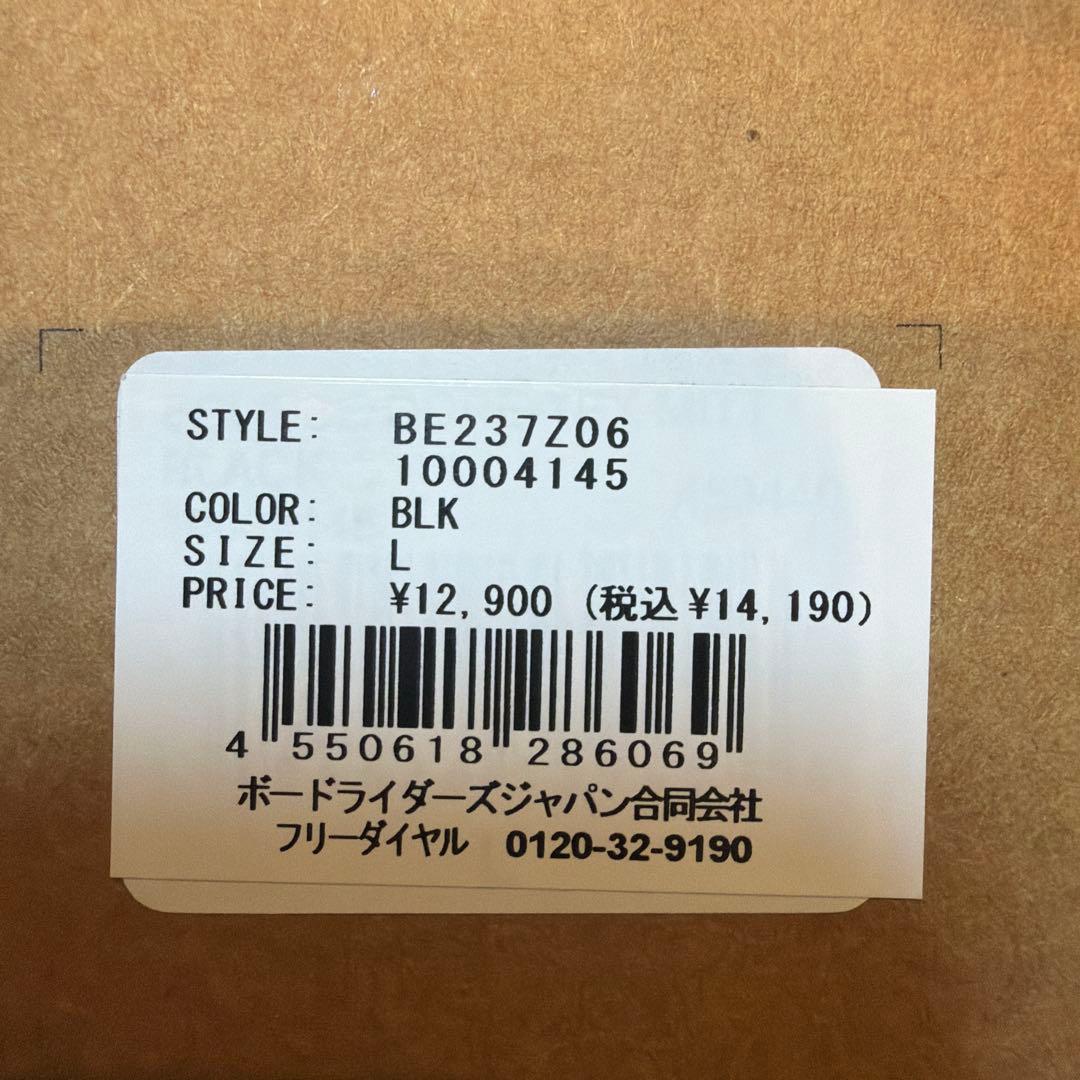 STYLE: BE237Z06
10004145
COLOR: BLK
SIZE: L
PRICE: ¥12,900 (税込¥14,190)
4 550618 286069
ボードライダーズジャパン合同会社
フリーダイヤル 0120-32-9190